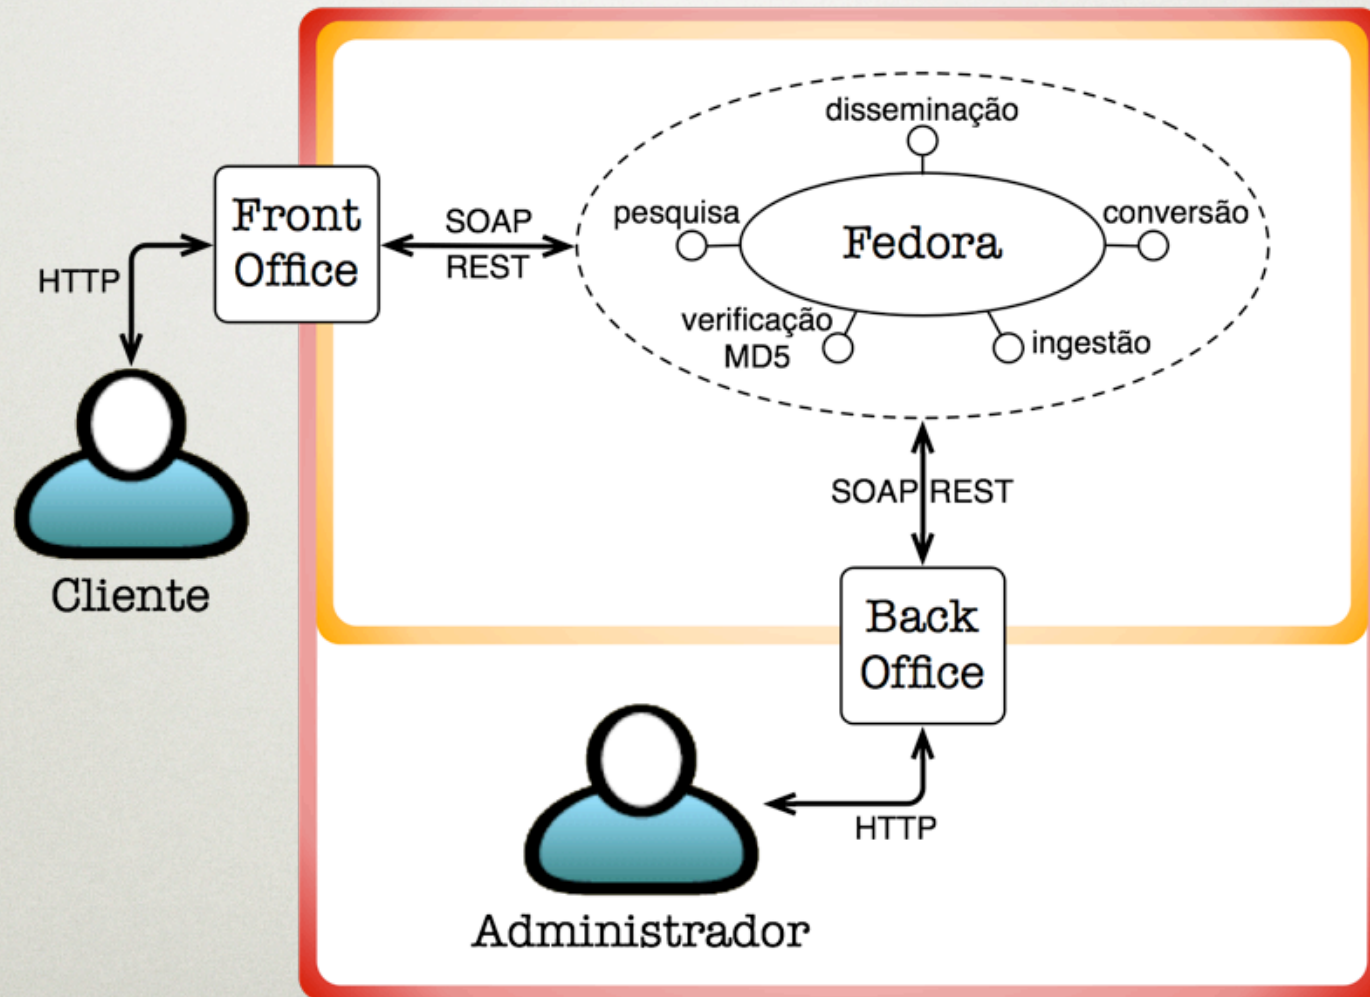 disseminação
pesquisa
conversão
Fedora
verificação
MD5
ingestão
Front
Office
SOAP
REST
HTTP
Cliente
SOAP REST
Back
Office
HTTP
Administrador